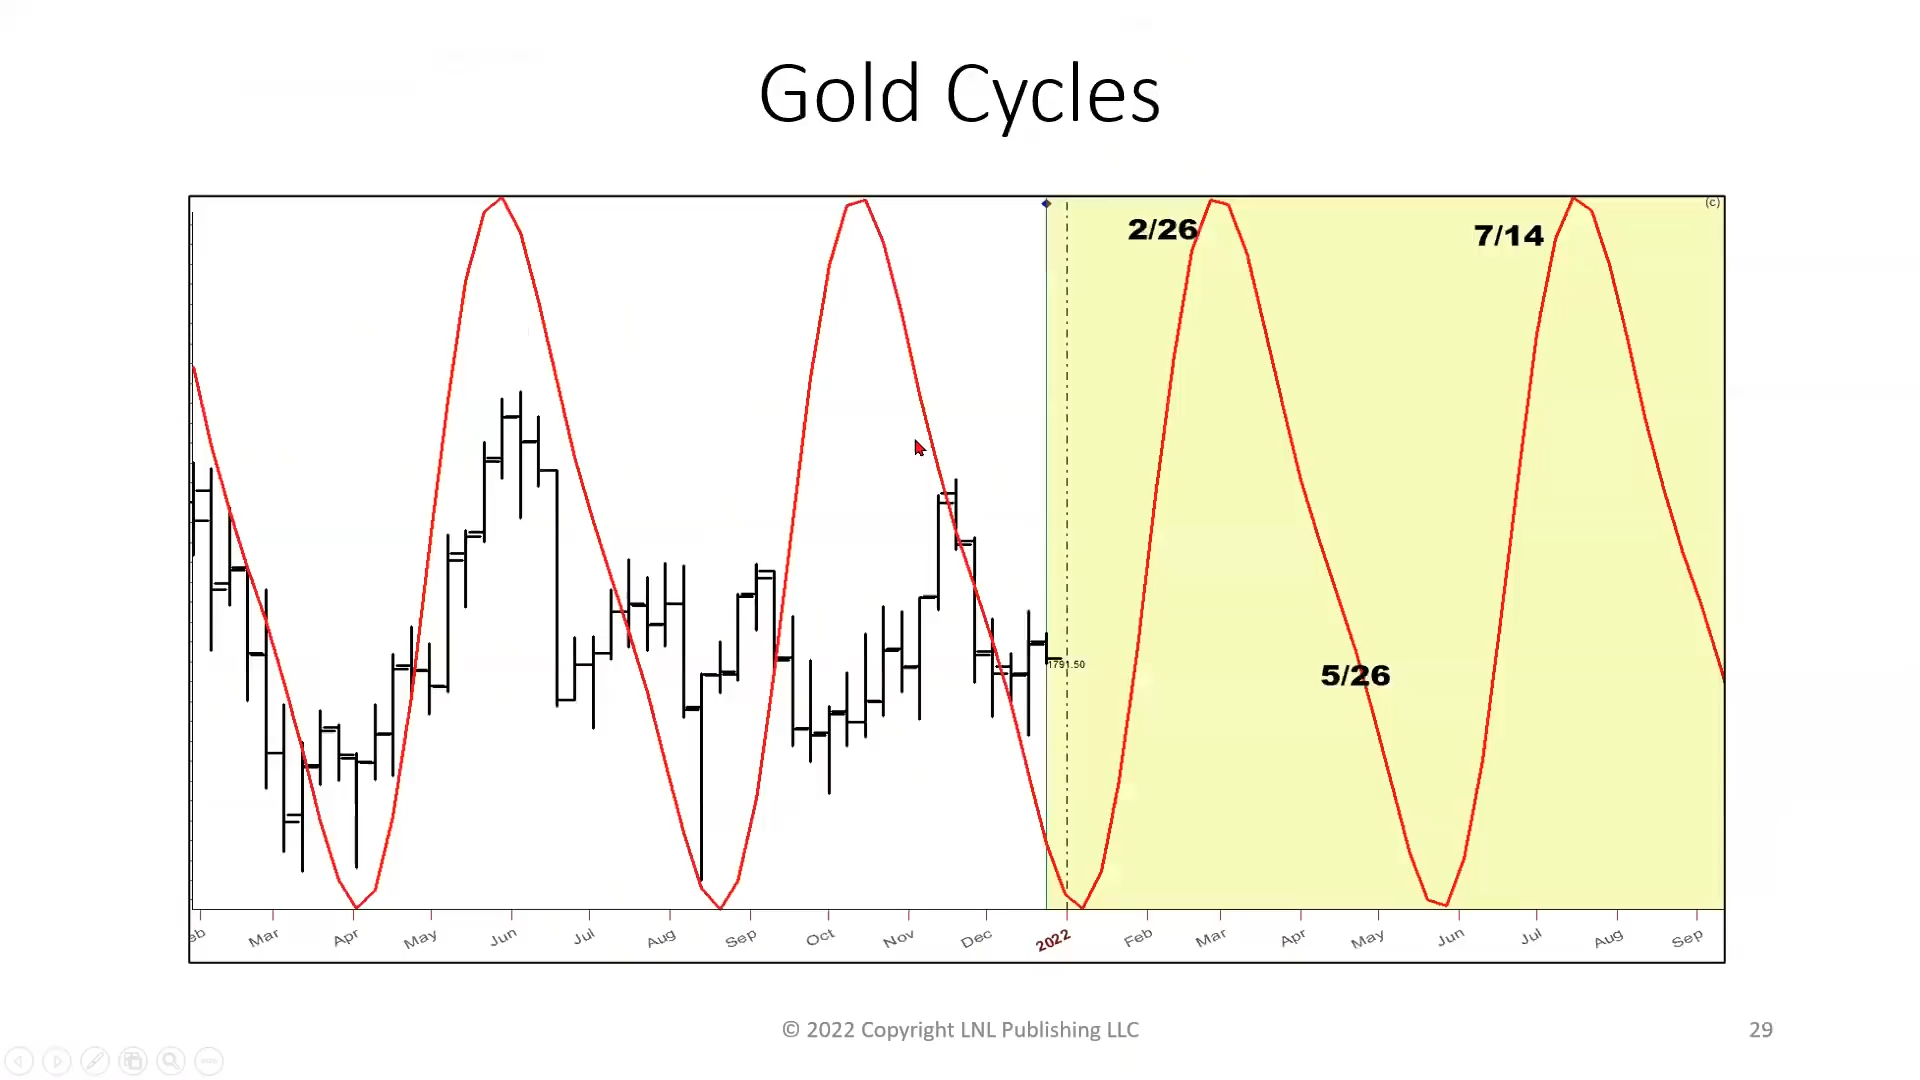 Gold Cycles
(c)
2/26
7/14
1791.50
5/26
eb Mar Apr May Jun Jul Aug Sep Oct Nov Dec 2022 Feb Mar Apr May Jun Jul Aug Sep
© 2022 Copyright LNL Publishing LLC
29